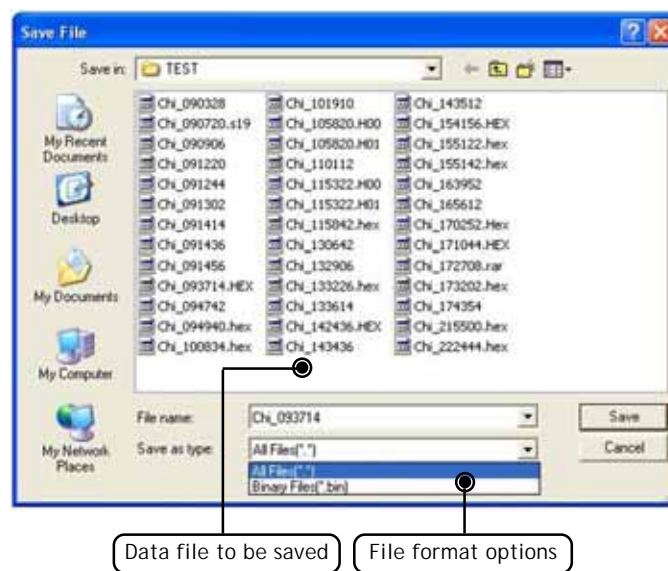 Save File
Save in: TEST
My Recent
Documents
Desktop
My Documents
My Computer
My Network
Places
Chi_090328
Chi_090720.s19
Chi_090906
Chi_091220
Chi_091244
Chi_091302
Chi_091414
Chi_091436
Chi_091456
Chi_093714.HEX
Chi_094742
Chi_094940.hex
Chi_100834.hex
Chi_101910
Chi_105820.H00
Chi_105820.H01
Chi_110112
Chi_115322.H00
Chi_115322.H01
Chi_115842.hex
Chi_130642
Chi_132906
Chi_133226.hex
Chi_133614
Chi_142436.HEX
Chi_143436
Chi_143512
Chi_154156.HEX
Chi_155122.hex
Chi_155142.hex
Chi_163952
Chi_165612
Chi_170252.Hex
Chi_171044.HEX
Chi_172708.rar
Chi_173202.hex
Chi_174354
Chi_215500.hex
Chi_222444.hex
File name: Chi_093714 Save
Save as type: All Files(*.*) Cancel
All Files(*.*)
Binary Files(*.bin)
Data file to be saved File format options